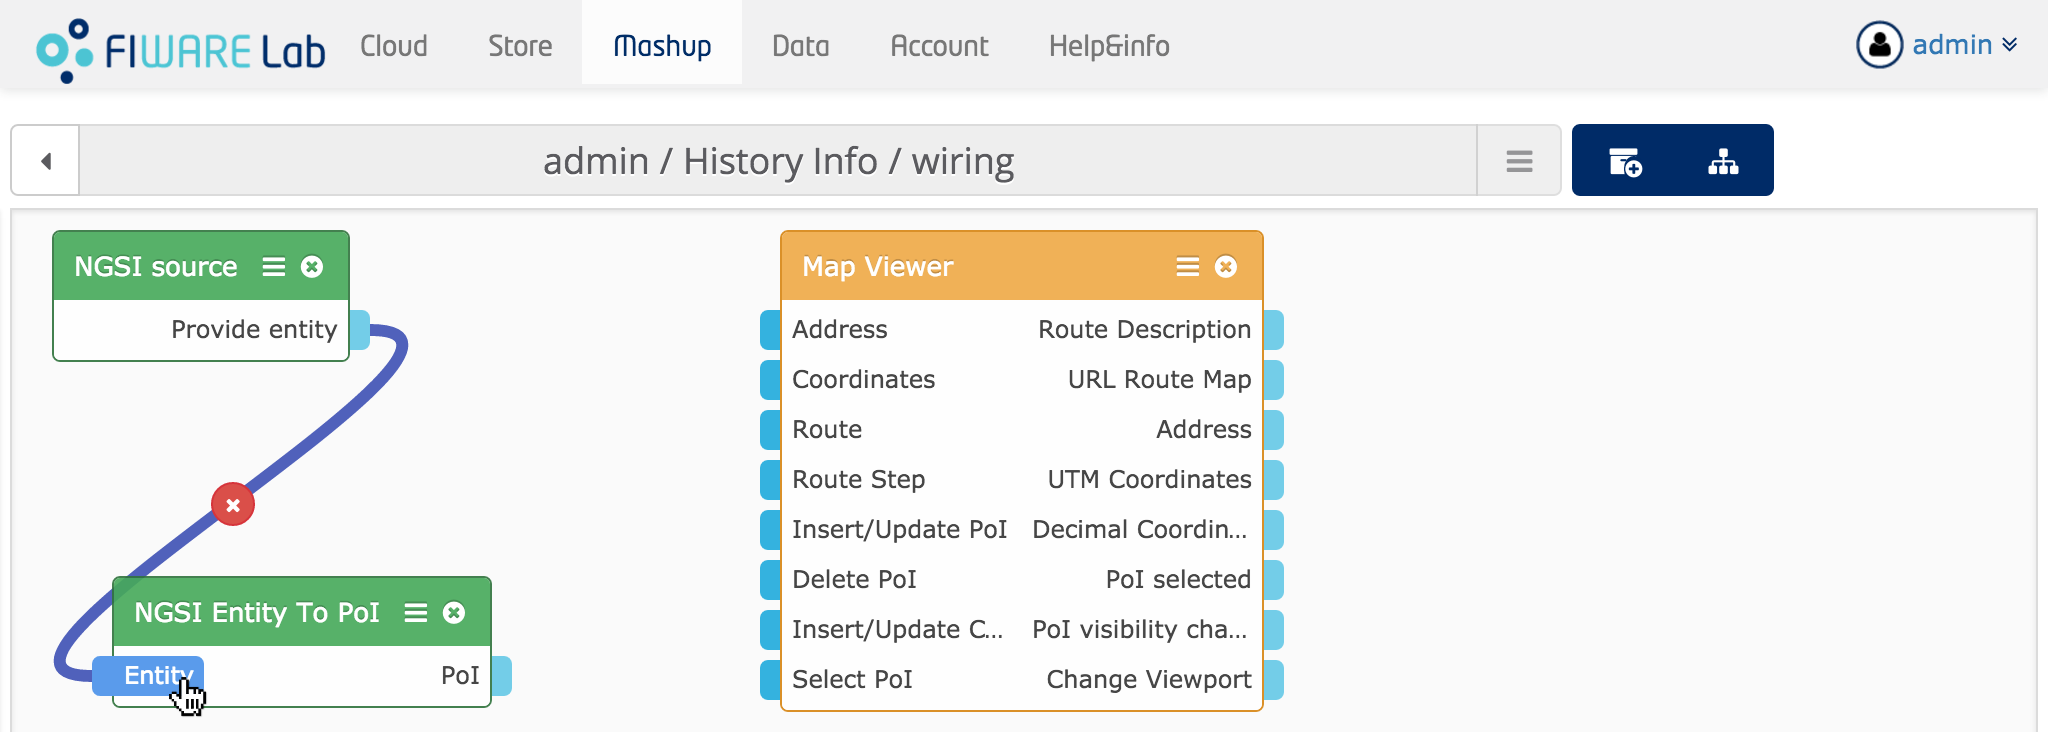 FIWARE Lab Cloud Store Mashup Data Account Help&info admin
admin / History Info / wiring
NGSI source
Provide entity
NGSI Entity To PoI
Entity PoI
Map Viewer
Address Route Description
Coordinates URL Route Map
Route Address
Route Step UTM Coordinates
Insert/Update PoI Decimal Coordin...
Delete PoI PoI selected
Insert/Update C... PoI visibility cha...
Select PoI Change Viewport